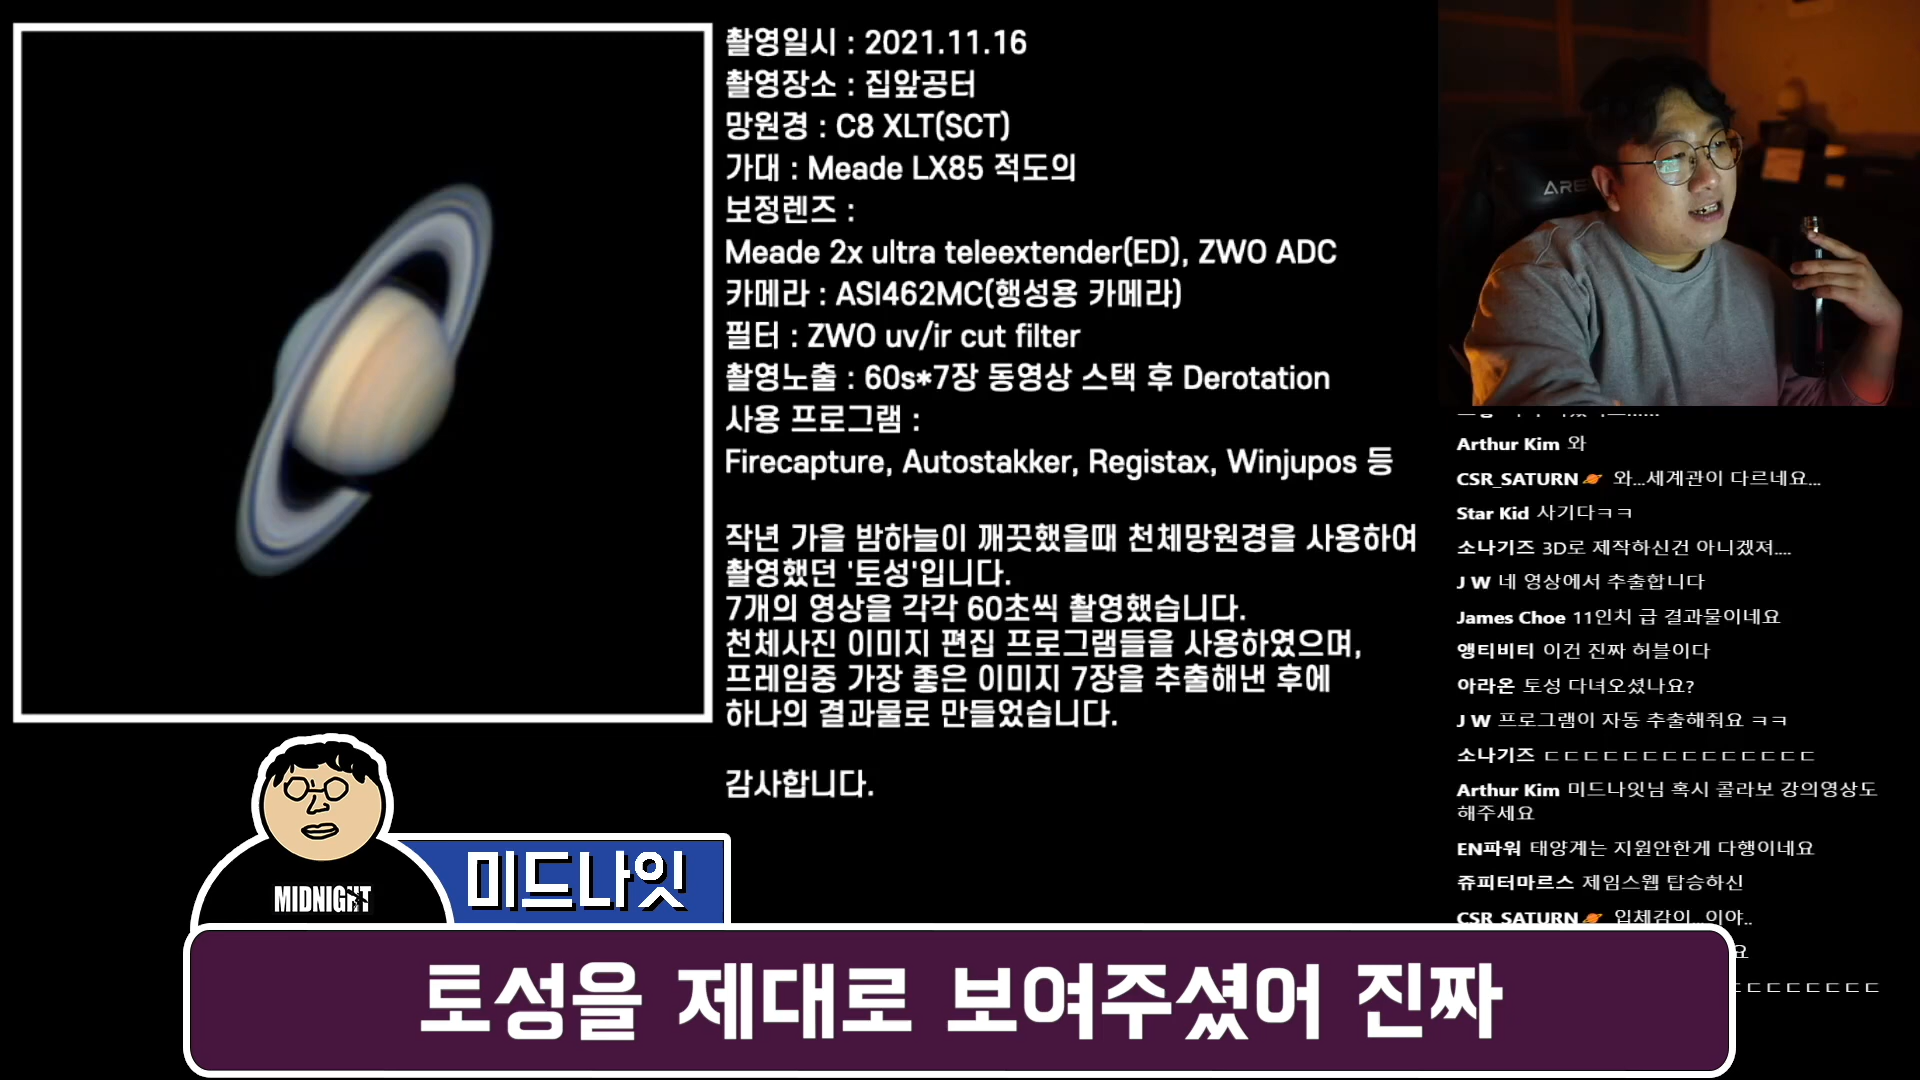 촬영일시 : 2021.11.16
촬영장소 : 집앞공터
망원경 : C8 XLT(SCT)
가대 : Meade LX85 적도의
보정렌즈 :
Meade 2x ultra teleextender(ED), ZWO ADC
카메라 : ASI462MC(행성용 카메라)
필터 : ZWO uv/ir cut filter
촬영노출 : 60s*7장 동영상 스택 후 Derotation
사용 프로그램 :
Firecapture, Autostakker, Registax, Winjupos 등
작년 가을 밤하늘이 깨끗했을때 천체망원경을 사용하여
촬영했던 '토성'입니다.
7개의 영상을 각각 60초씩 촬영했습니다.
천체사진 이미지 편집 프로그램들을 사용하였으며,
프레임중 가장 좋은 이미지 7장을 추출해낸 후에
하나의 결과물로 만들었습니다.
감사합니다.
Arthur Kim 와
CSR_SATURN 와...세계관이 다르네요...
Star Kid 사기다ㅋㅋ
소나기즈 3D로 제작하신건 아니겠져....
J W 네 영상에서 추출합니다
James Choe 11인치 급 결과물이네요
앵티비티 이건 진짜 허블이다
아라온 토성 다녀오셨나요?
J W 프로그램이 자동 추출해줘요 ㅋㅋ
소나기즈 ㄷㄷㄷㄷㄷㄷㄷㄷㄷㄷㄷㄷㄷㄷ
Arthur Kim 미드나잇님 혹시 콜라보 강의영상도
해주세요
EN파워 태양계는 지원안한게 다행이네요
쥬피터마르스 제임스웹 탑승하신
CSR_SATURN 입체감이...이야..
요
ㄷㄷㄷㄷㄷㄷㄷㄷ
MIDNIGHT
미드나잇
토성을 제대로 보여주셨어 진짜